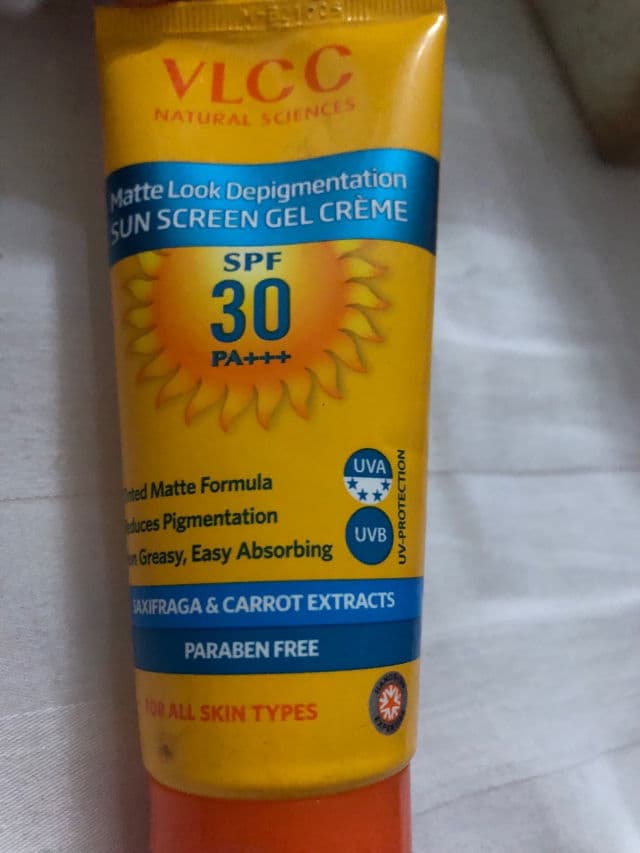 VLCC
NATURAL SCIENCES
Matte Look Depigmentation
SUN SCREEN GEL CRÈME
SPF
30
PA+++
Matte Formula
Pigmentation
Greasy, Easy Absorbing
UVA
UVB
UV-PROTECTION
SAXIFRAGA & CARROT EXTRACTS
PARABEN FREE
FOR ALL SKIN TYPES